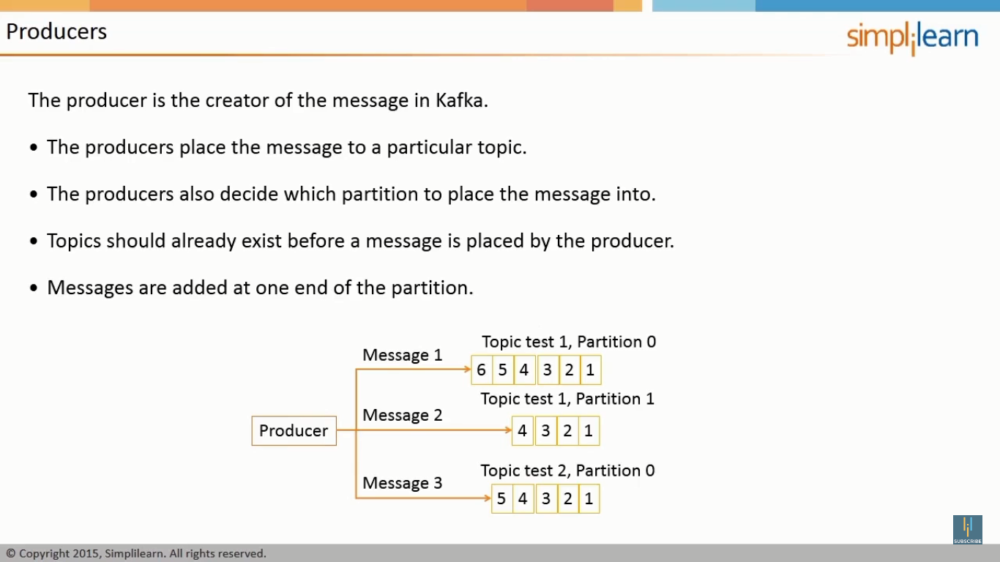 Producers
simplilearn
The producer is the creator of the message in Kafka.
• The producers place the message to a particular topic.
• The producers also decide which partition to place the message into.
• Topics should already exist before a message is placed by the producer.
• Messages are added at one end of the partition.
Topic test 1, Partition 0
Message 1
6 5 4 3 2 1
Topic test 1, Partition 1
Message 2
Producer
4 3 2 1
Topic test 2, Partition 0
Message 3
5 4 3 2 1
SUBSCRIBE
© Copyright 2015, Simplilearn. All rights reserved.